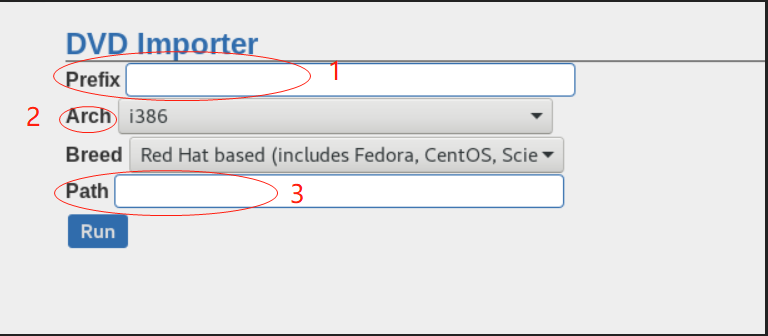 DVD Importer
Prefix 1
2 Arch i386
Breed Red Hat based (includes Fedora, CentOS, Scie
Path 3
Run